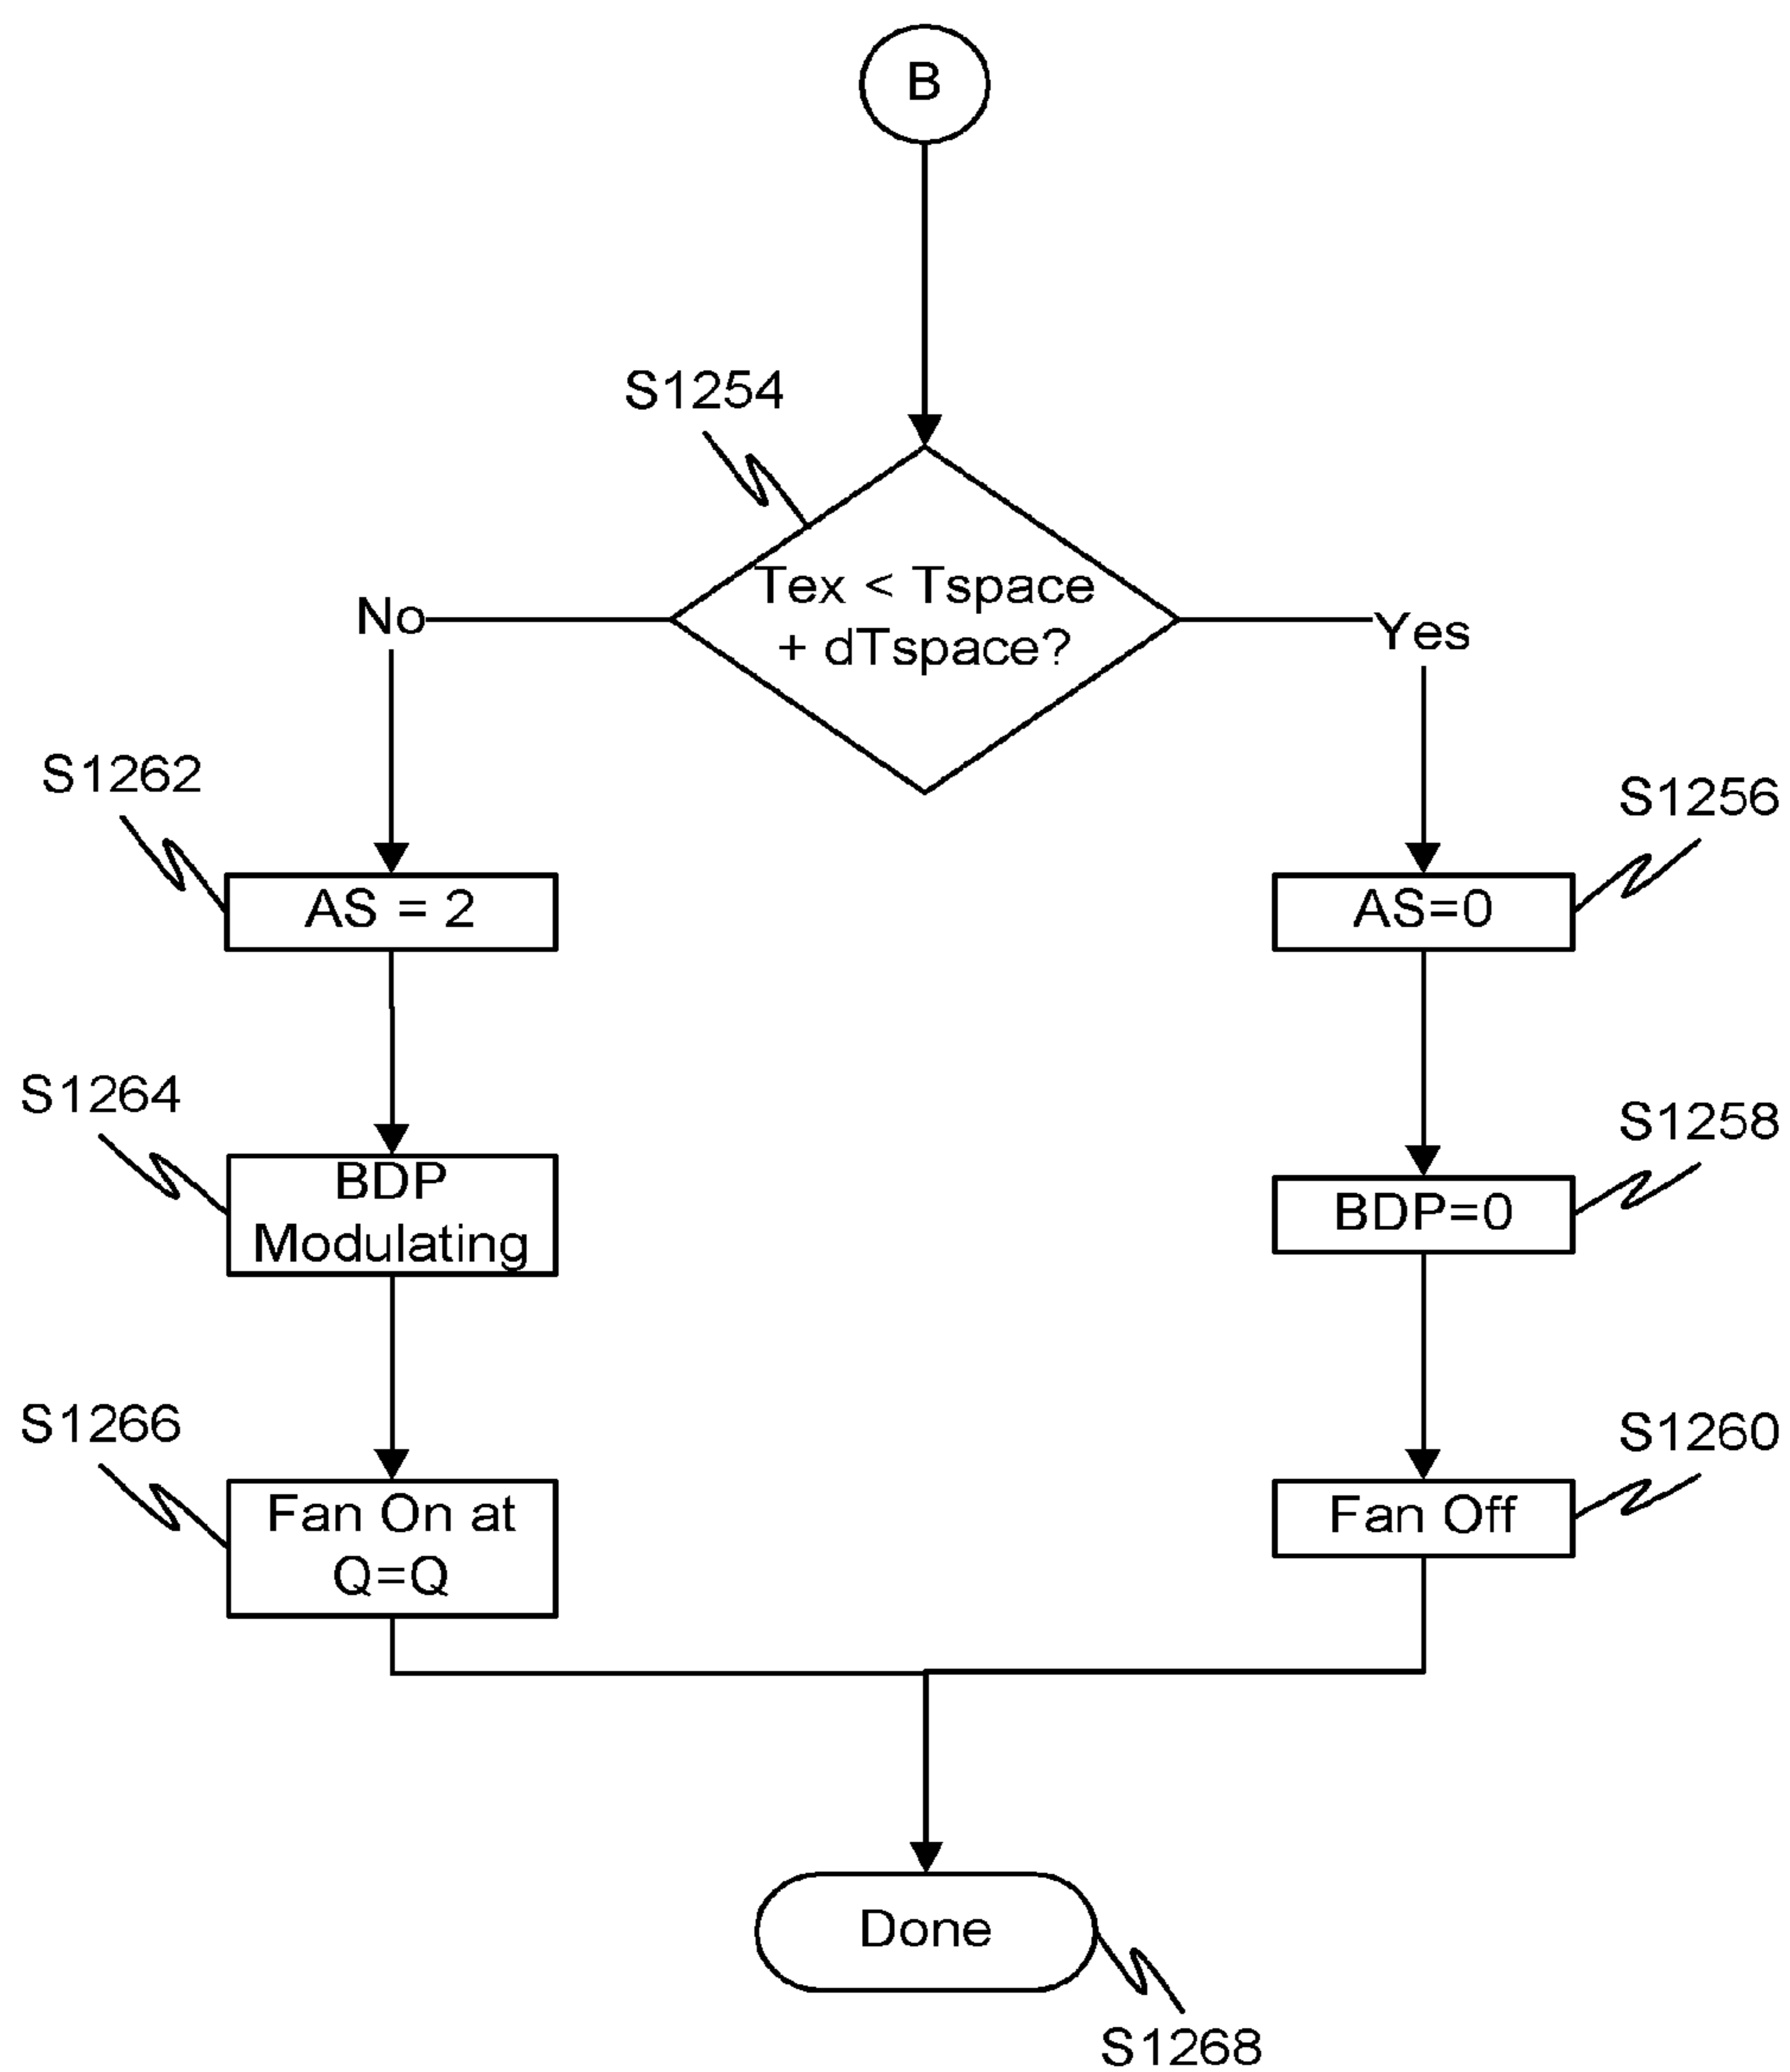 B
S1254
Tex < Tspace
+ dTspace?
No
Yes
S1262
S1256
AS = 2
AS=0
S1264
S1258
BDP
Modulating
BDP=0
S1266
S1260
Fan On at
Q=Q
Fan Off
Done
S1268